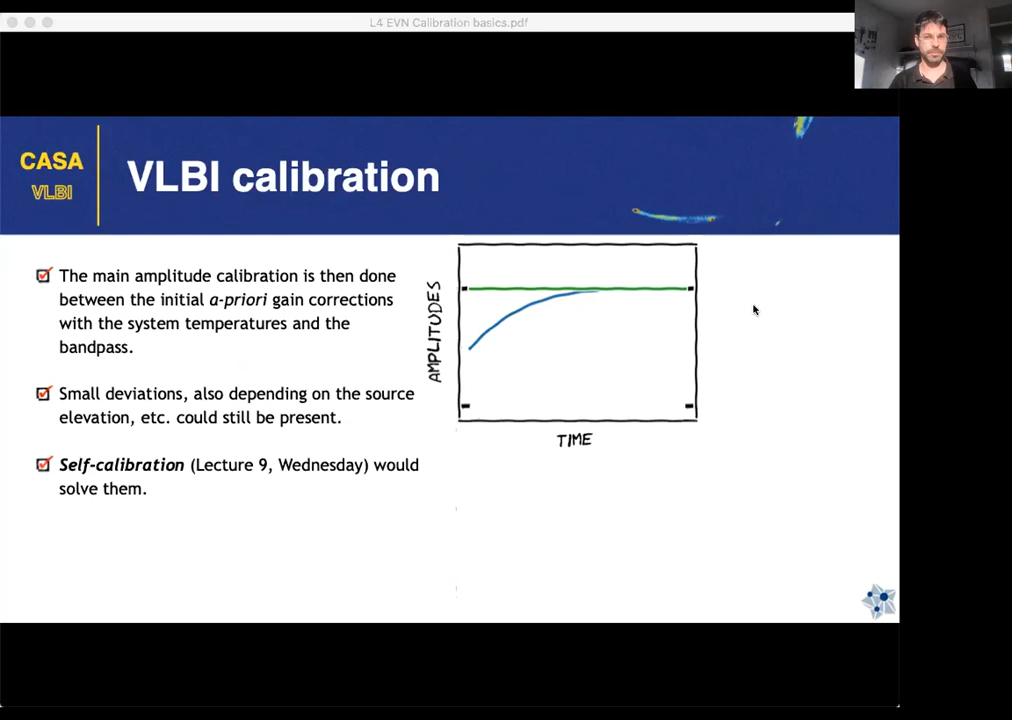 L4 EVN Calibration basics.pdf
CASA
VLBI
VLBI calibration
The main amplitude calibration is then done
between the initial a-priori gain corrections
with the system temperatures and the
bandpass.
Small deviations, also depending on the source
elevation, etc. could still be present.
Self-calibration (Lecture 9, Wednesday) would
solve them.
AMPLITUDES
TIME